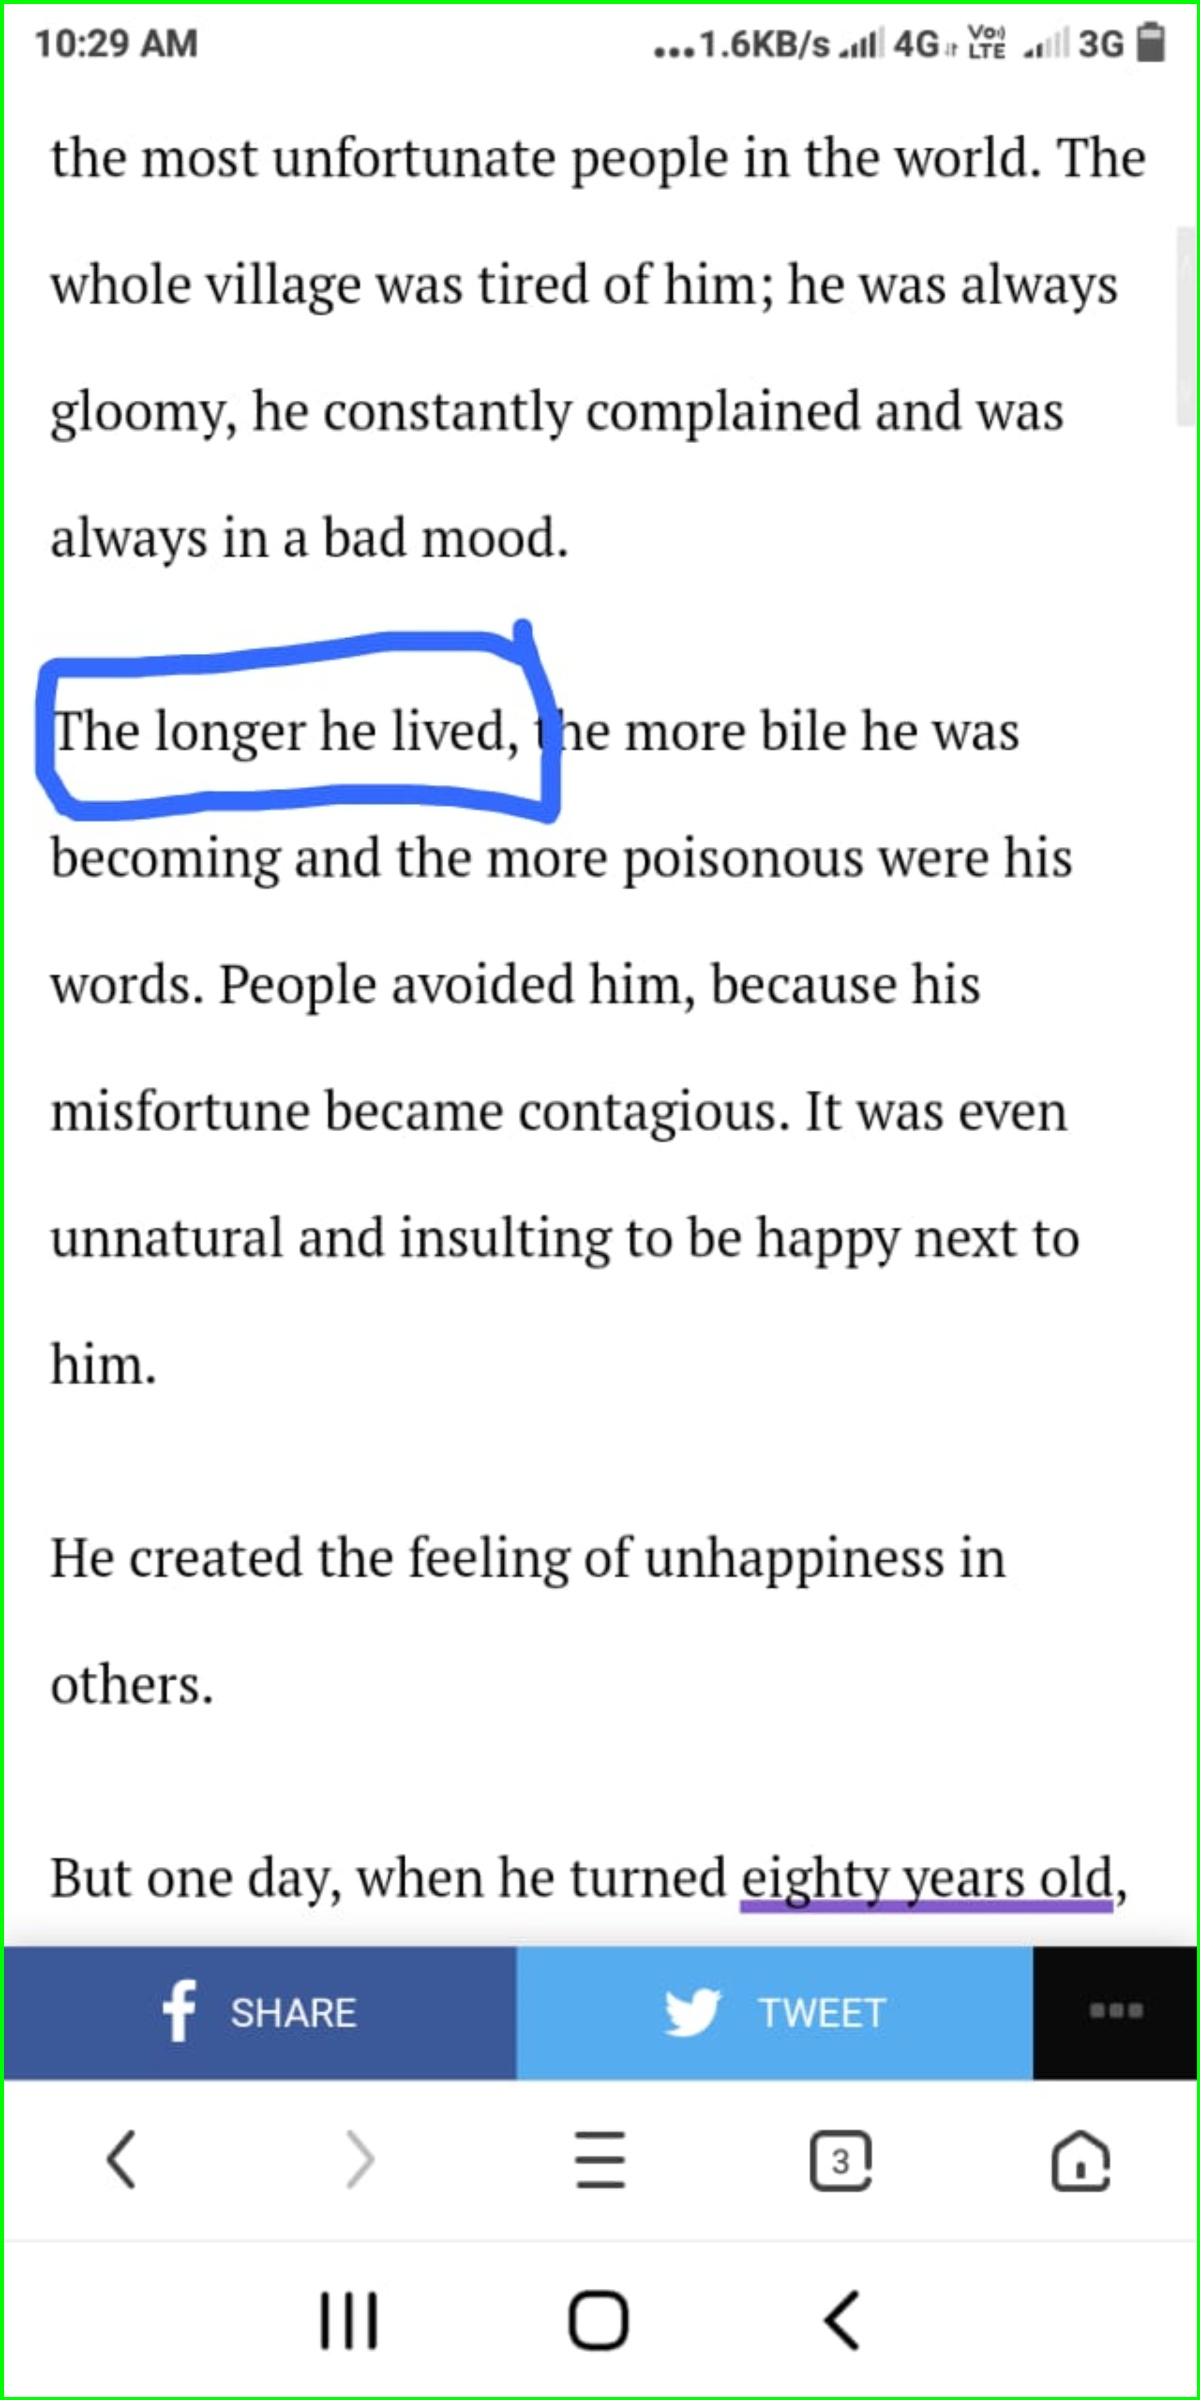 10:29 AM ...1.6KB/s 4G Vo) LTE 3G
the most unfortunate people in the world. The
whole village was tired of him; he was always
gloomy, he constantly complained and was
always in a bad mood.
The longer he lived, the more bile he was
becoming and the more poisonous were his
words. People avoided him, because his
misfortune became contagious. It was even
unnatural and insulting to be happy next to
him.
He created the feeling of unhappiness in
others.
But one day, when he turned eighty years old,
f SHARE TWEET
3